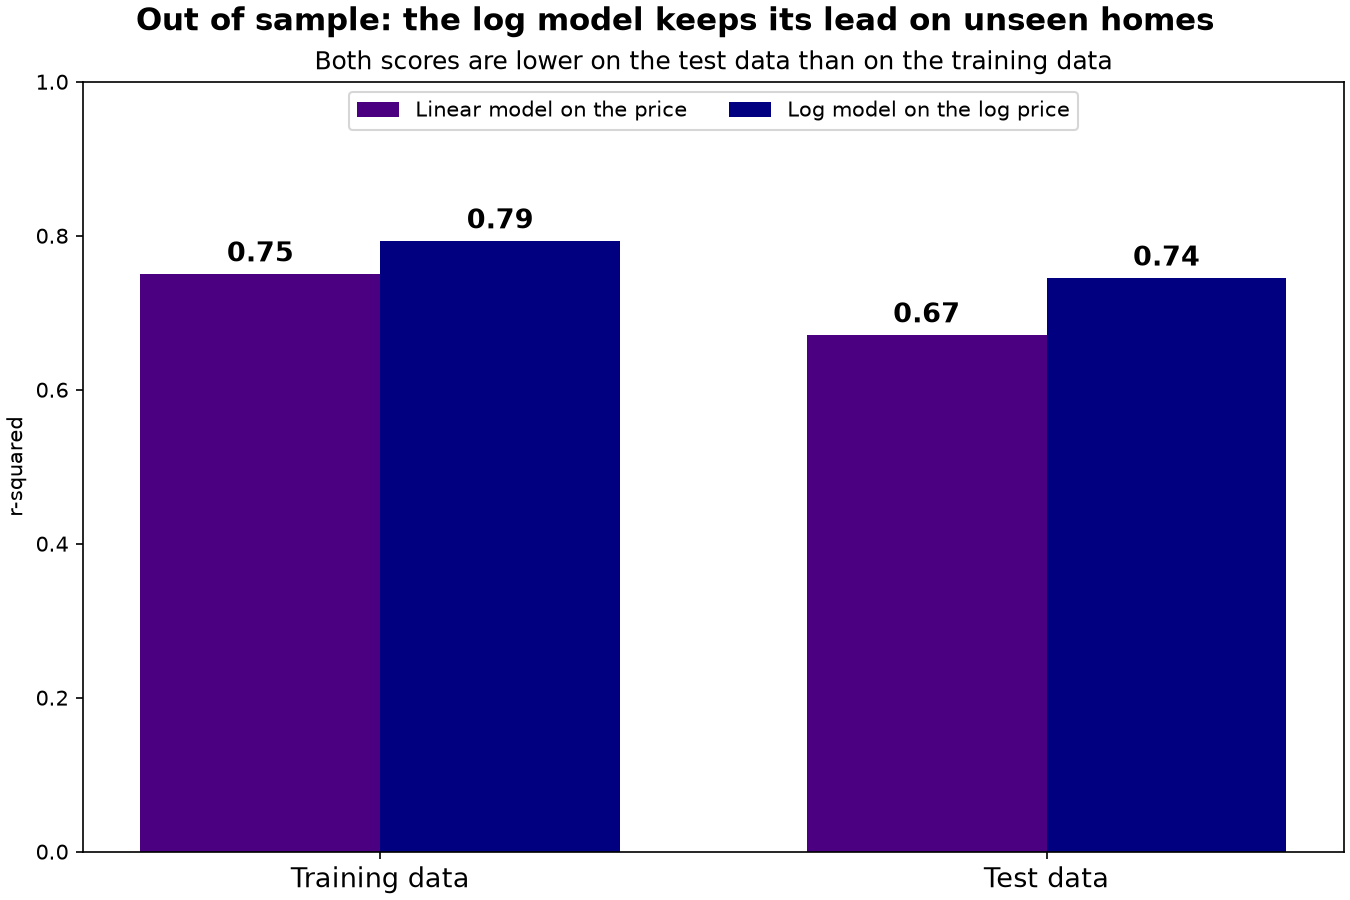 Out of sample: the log model keeps its lead on unseen homes
Both scores are lower on the test data than on the training data
Linear model on the price
Log model on the log price
1.0
0.8
0.6
0.4
0.2
0.0
r-squared
0.75
0.79
0.67
0.74
Training data
Test data